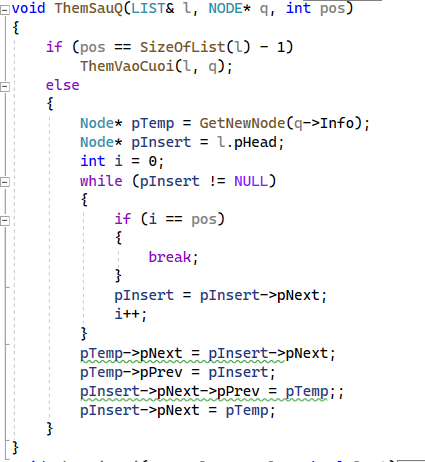 void ThemSauQ(LIST& l, NODE* q, int pos)
{
    if (pos == SizeOfList(l) - 1)
        ThemVaoCuoi(l, q);
    else
    {
        Node* pTemp = GetNewNode(q->Info);
        Node* pInsert = l.pHead;
        int i = 0;
        while (pInsert != NULL)
        {
            if (i == pos)
            {
                break;
            }
            pInsert = pInsert->pNext;
            i++;
        }
        pTemp->pNext = pInsert->pNext;
        pTemp->pPrev = pInsert;
        pInsert->pNext->pPrev = pTemp;;
        pInsert->pNext = pTemp;
    }
}